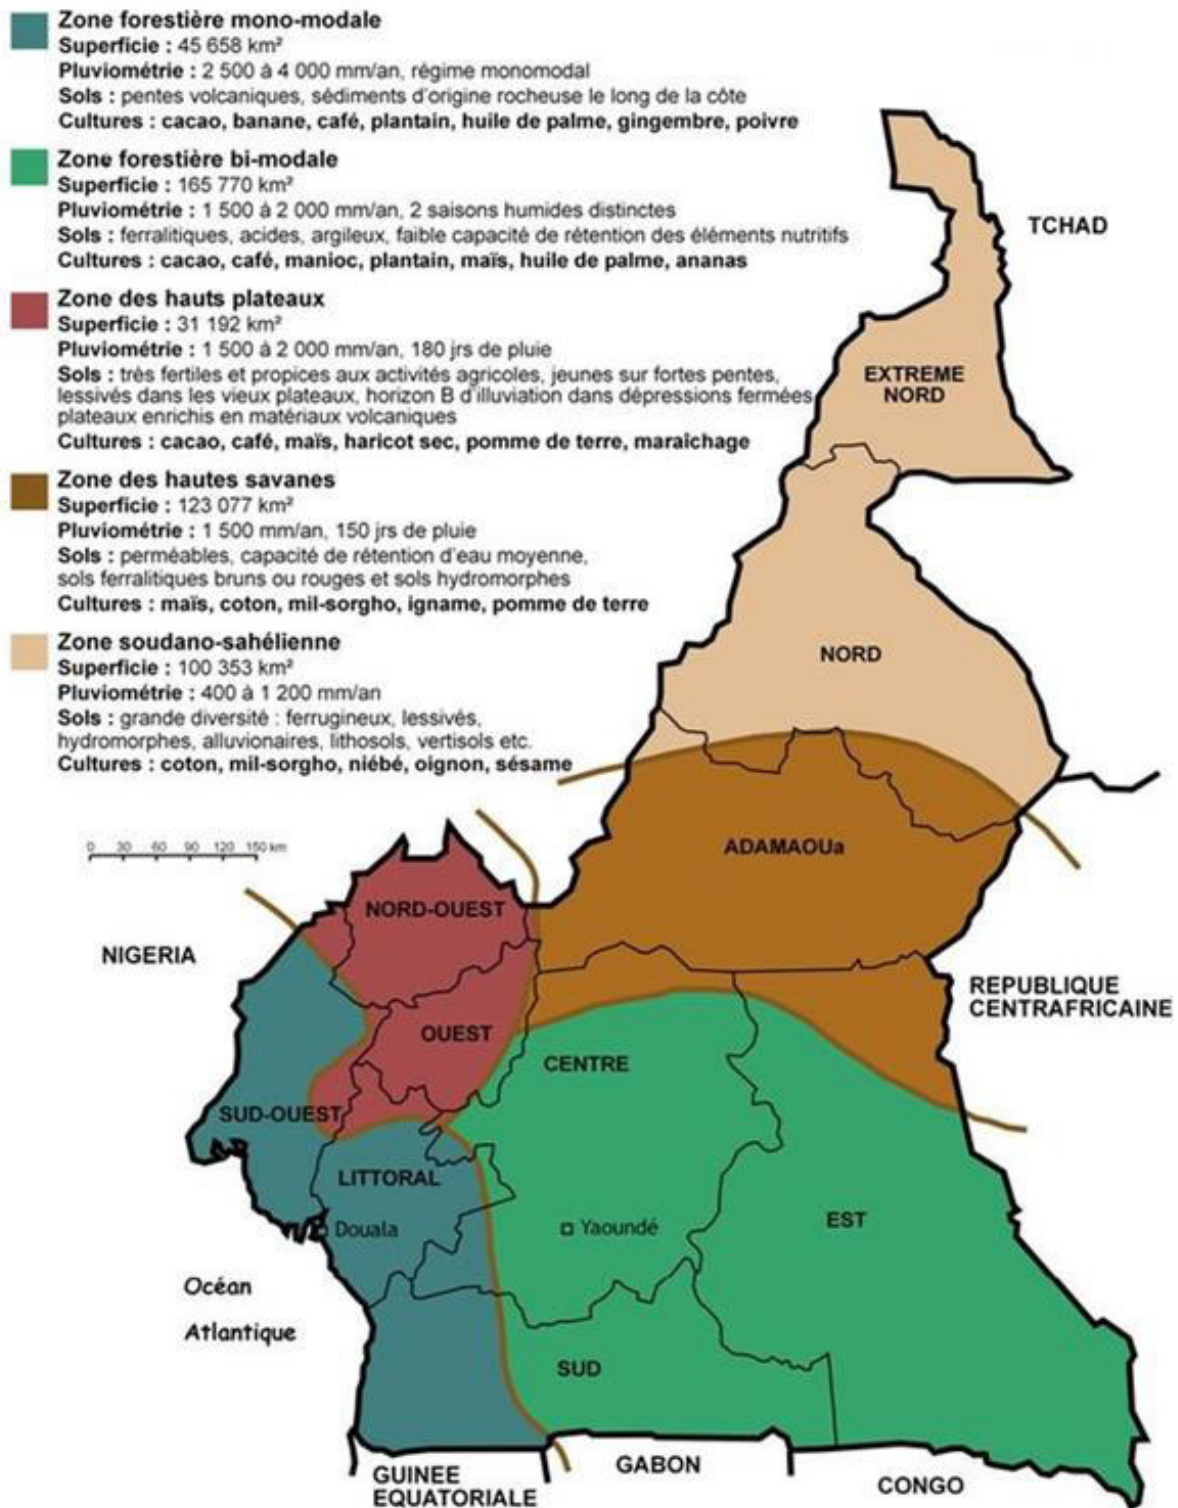 Zone forestière mono-modale
Superficie : 45 658 km²
Pluviométrie : 2 500 à 4 000 mm/an, régime monomodal
Sols : pentes volcaniques, sédiments d'origine rocheuse le long de la côte
Cultures : cacao, banane, café, plantain, huile de palme, gingembre, poivre
Zone forestière bi-modale
Superficie : 165 770 km²
Pluviométrie : 1 500 à 2 000 mm/an, 2 saisons humides distinctes
Sols : ferralitiques, acides, argileux, faible capacité de rétention des éléments nutritifs
Cultures : cacao, café, manioc, plantain, maïs, huile de palme, ananas
Zone des hauts plateaux
Superficie : 31 192 km²
Pluviométrie : 1 500 à 2 000 mm/an, 180 jrs de pluie
Sols : très fertiles et propices aux activités agricoles, jeunes sur fortes pentes,
lessivés dans les vieux plateaux, horizon B d'illuviation dans dépressions fermées
plateaux enrichis en matériaux volcaniques
Cultures : cacao, café, maïs, haricot sec, pomme de terre, maraîchage
Zone des hautes savanes
Superficie : 123 077 km²
Pluviométrie : 1 500 mm/an, 150 jrs de pluie
Sols : perméables, capacité de rétention d'eau moyenne,
sols ferralitiques bruns ou rouges et sols hydromorphes
Cultures : maïs, coton, mil-sorgho, igname, pomme de terre
Zone soudano-sahélienne
Superficie : 100 353 km²
Pluviométrie : 400 à 1 200 mm/an
Sols : grande diversité : ferrugineux, lessivés,
hydromorphes, alluvionaires, lithosols, vertisols etc.
Cultures : coton, mil-sorgho, niébé, oignon, sésame
TCHAD
EXTREME
NORD
NORD
0 30 60 90 120 150 km
ADAMAOUa
NORD-OUEST
NIGERIA
REPUBLIQUE
CENTRAFRICAINE
OUEST
CENTRE
SUD-OUEST
LITTORAL
EST
Douala
Yaoundé
Océan
Atlantique
SUD
GABON
GUINEE
EQUATORIALE
CONGO